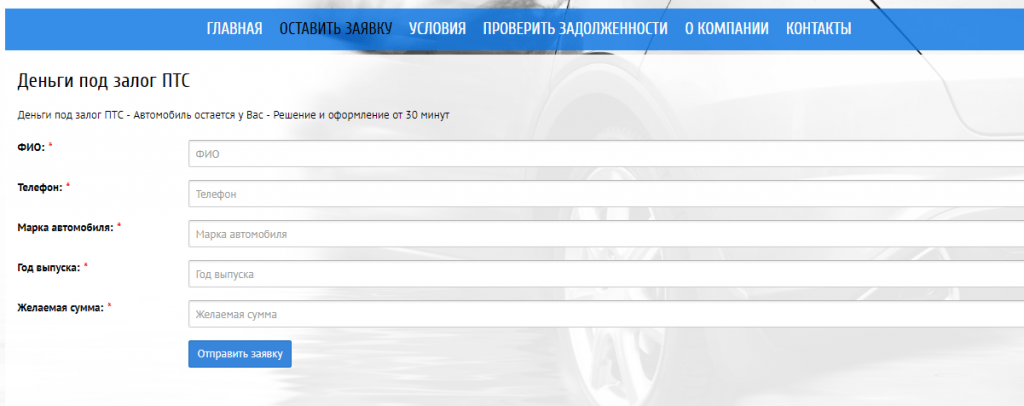 ГЛАВНАЯ ОСТАВИТЬ ЗАЯВКУ УСЛОВИЯ ПРОВЕРИТЬ ЗАДОЛЖЕННОСТИ О КОМПАНИИ КОНТАКТЫ
Деньги под залог ПТС
Деньги под залог ПТС - Автомобиль остается у Вас - Решение и оформление от 30 минут
ФИО: * ФИО
Телефон: * Телефон
Марка автомобиля: * Марка автомобиля
Год выпуска: * Год выпуска
Желаемая сумма: * Желаемая сумма
Отправить заявку